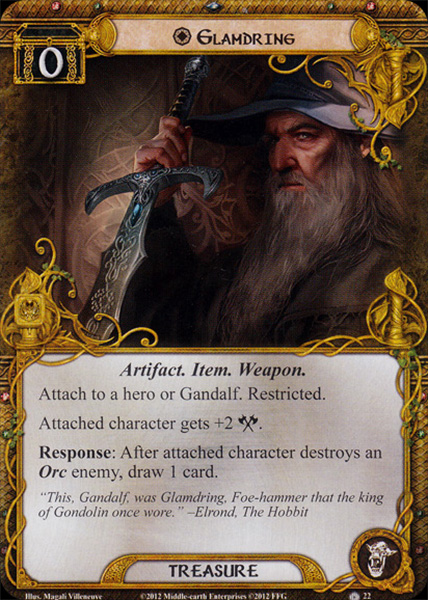 GLAMDRING
0
Artifact. Item. Weapon.
Attach to a hero or Gandalf. Restricted.
Attached character gets +2 .
Response: After attached character destroys an
Orc enemy, draw 1 card.
“This, Gandalf, was Glamdring, Foe-hammer that the king
of Gondolin once wore.” –Elrond, The Hobbit
TREASURE
Illus. Magali Villeneuve ©2012 Middle-earth Enterprises ©2012 FFG 22